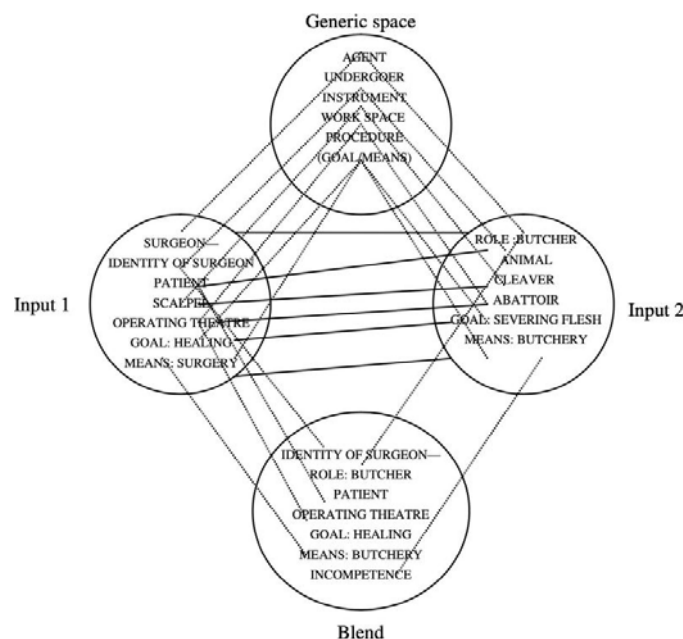 Generic space
AGENT
UNDERGOER
INSTRUMENT
WORK SPACE
PROCEDURE
(GOAL/MEANS)
Input 1
SURGEON—
IDENTITY OF SURGEON
PATIENT
SCALPEL
OPERATING THEATRE
GOAL: HEALING
MEANS: SURGERY
ROLE :BUTCHER
ANIMAL
CLEAVER
ABATTOIR
GOAL: SEVERING FLESH
MEANS: BUTCHERY
Input 2
IDENTITY OF SURGEON—
ROLE: BUTCHER
PATIENT
OPERATING THEATRE
GOAL: HEALING
MEANS: BUTCHERY
INCOMPETENCE
Blend